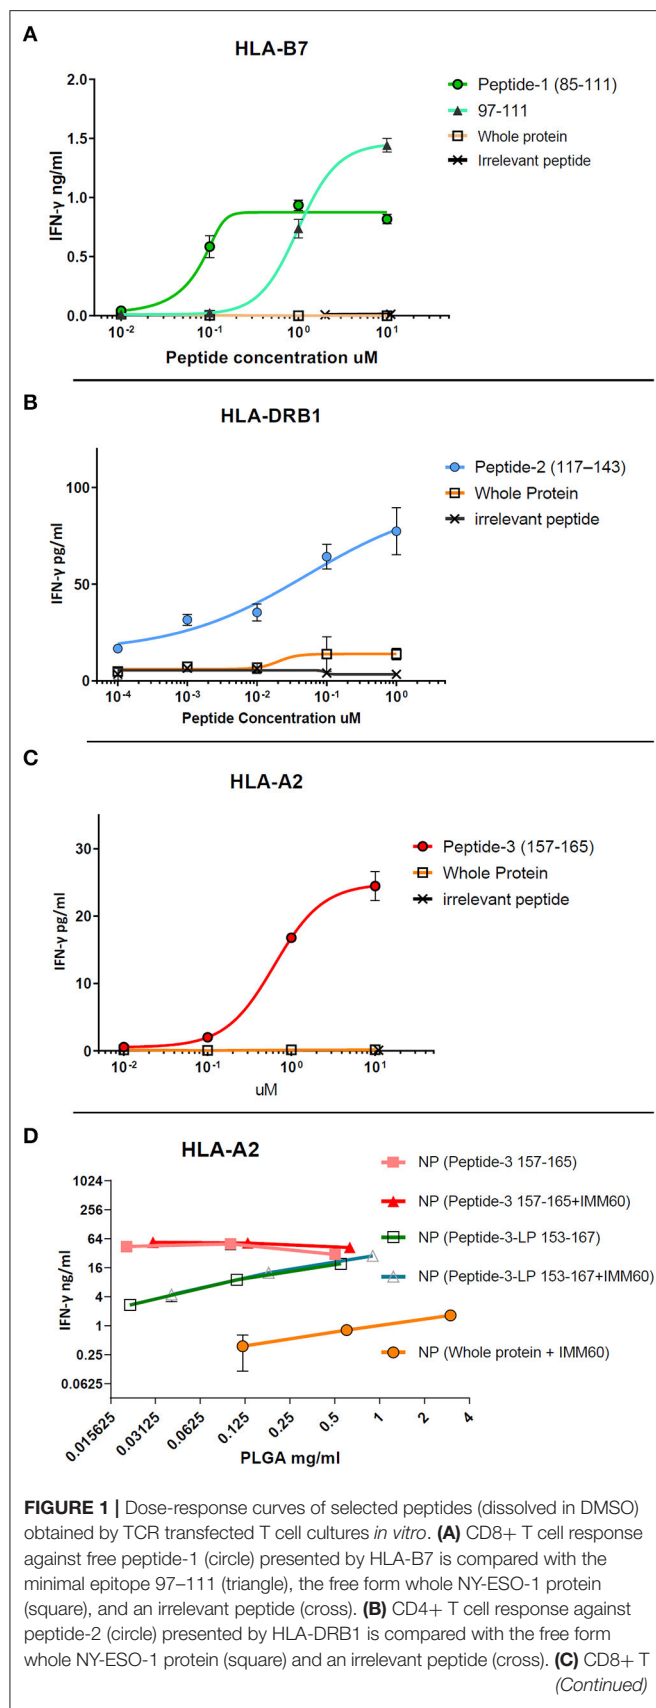 A
HLA-B7
2.0
1.5
1.0
0.5
0.0
IFN-γ ng/ml
10-2
10-1
100
101
Peptide concentration uM
Peptide-1 (85-111)
97-111
Whole protein
Irrelevant peptide
B
HLA-DRB1
100
50
0
IFN-γ pg/ml
10-4
10-3
10-2
10-1
100
Peptide Concentration uM
Peptide-2 (117–143)
Whole Protein
irrelevant peptide
C
HLA-A2
30
20
10
0
IFN-γ pg/ml
10-2
10-1
100
101
uM
Peptide-3 (157-165)
Whole Protein
irrelevant peptide
D
HLA-A2
1024
256
64
16
4
1
0.25
0.0625
IFN-γ ng/ml
0.015625
0.03125
0.0625
0.125
0.25
0.5
1
2
4
PLGA mg/ml
NP (Peptide-3 157-165)
NP (Peptide-3 157-165+IMM60)
NP (Peptide-3-LP 153-167)
NP (Peptide-3-LP 153-167+IMM60)
NP (Whole protein + IMM60)
FIGURE 1 | Dose-response curves of selected peptides (dissolved in DMSO)
obtained by TCR transfected T cell cultures in vitro. (A) CD8+ T cell response
against free peptide-1 (circle) presented by HLA-B7 is compared with the
minimal epitope 97–111 (triangle), the free form whole NY-ESO-1 protein
(square), and an irrelevant peptide (cross). (B) CD4+ T cell response against
peptide-2 (circle) presented by HLA-DRB1 is compared with the free form
whole NY-ESO-1 protein (square) and an irrelevant peptide (cross). (C) CD8+ T
(Continued)